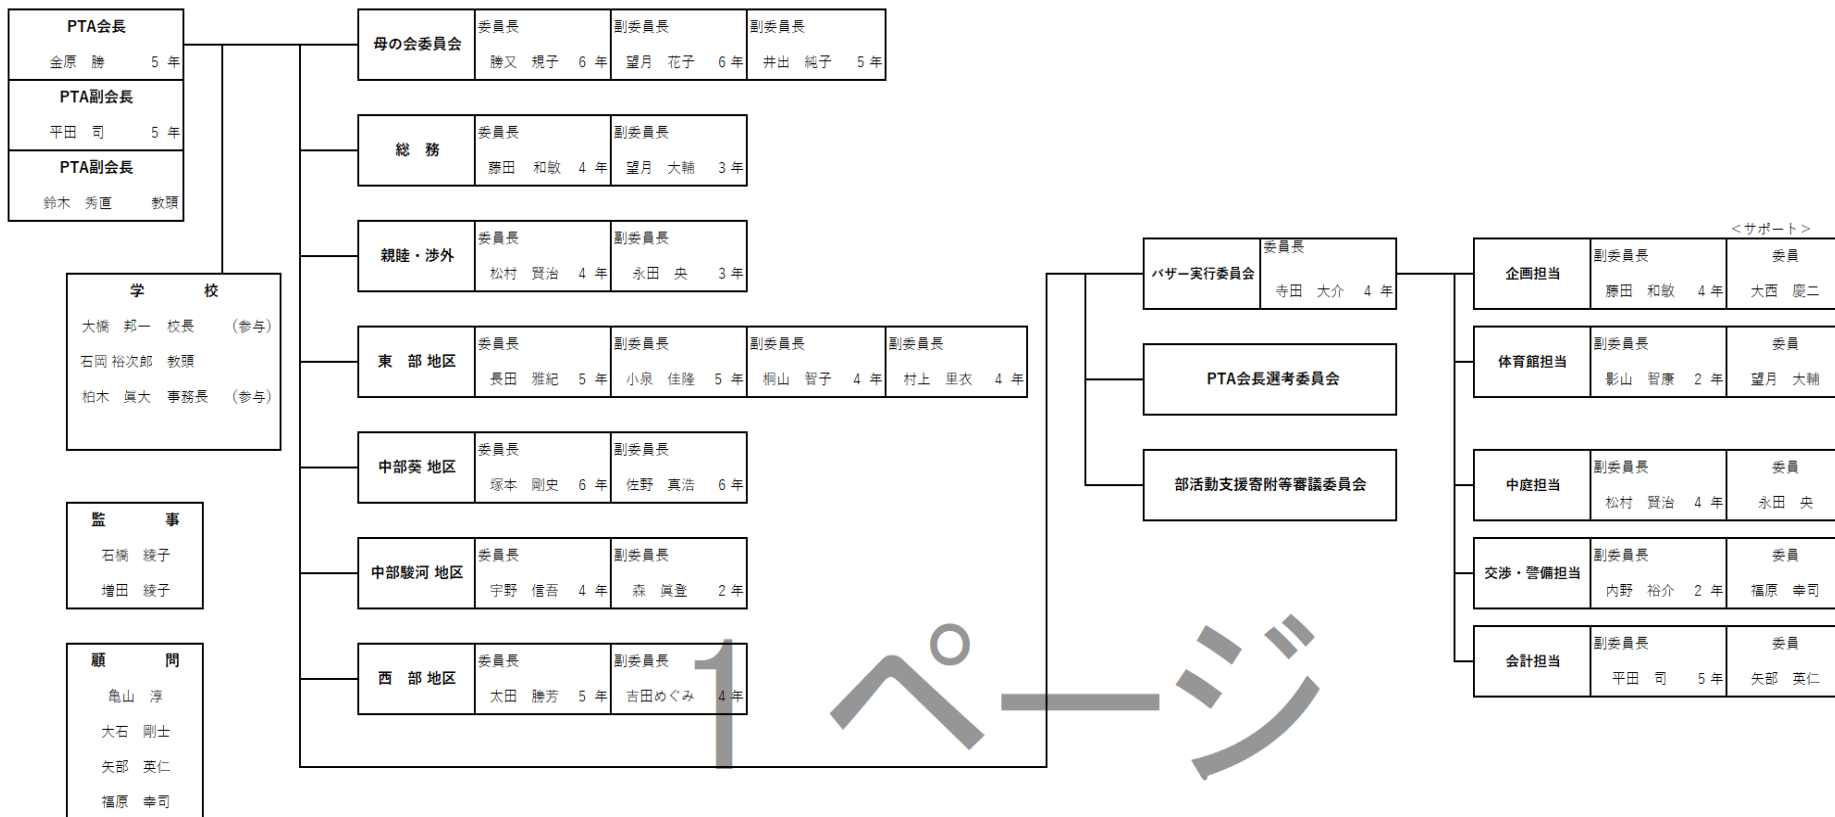 PTA会長
金原 勝 5 年
PTA副会長
平田 司 5 年
PTA副会長
鈴木 秀直 教頭
学 校
大橋 邦一 校長 （参与）
石岡 裕次郎 教頭
柏木 眞大 事務長 （参与）
監 事
石橋 綾子
増田 綾子
顧 問
亀山 淳
大石 剛士
矢部 英仁
福原 幸司
母の会委員会
委員長 副委員長 副委員長
勝又 規子 6 年 望月 花子 6 年 井出 純子 5 年
総 務
委員長 副委員長
藤田 和敏 4 年 望月 大輔 3 年
親睦・渉外
委員長 副委員長
松村 賢治 4 年 永田 央 3 年
東 部 地区
委員長 副委員長 副委員長 副委員長
長田 雅紀 5 年 小泉 佳隆 5 年 桐山 智子 4 年 村上 里衣 4 年
中部葵 地区
委員長 副委員長
塚本 剛史 6 年 佐野 真浩 6 年
中部駿河 地区
委員長 副委員長
宇野 信吾 4 年 森 眞登 2 年
西 部 地区
委員長 副委員長
太田 勝芳 5 年 吉田めぐみ 4 年
バザー実行委員会
委員長
寺田 大介 4 年
PTA会長選考委員会
部活動支援寄附等審議委員会
＜サポート＞
企画担当
副委員長 委員
藤田 和敏 4 年 大西 慶二
体育館担当
副委員長 委員
影山 智康 2 年 望月 大輔
中庭担当
副委員長 委員
松村 賢治 4 年 永田 央
交渉・警備担当
副委員長 委員
内野 裕介 2 年 福原 幸司
会計担当
副委員長 委員
平田 司 5 年 矢部 英仁
1 ページ